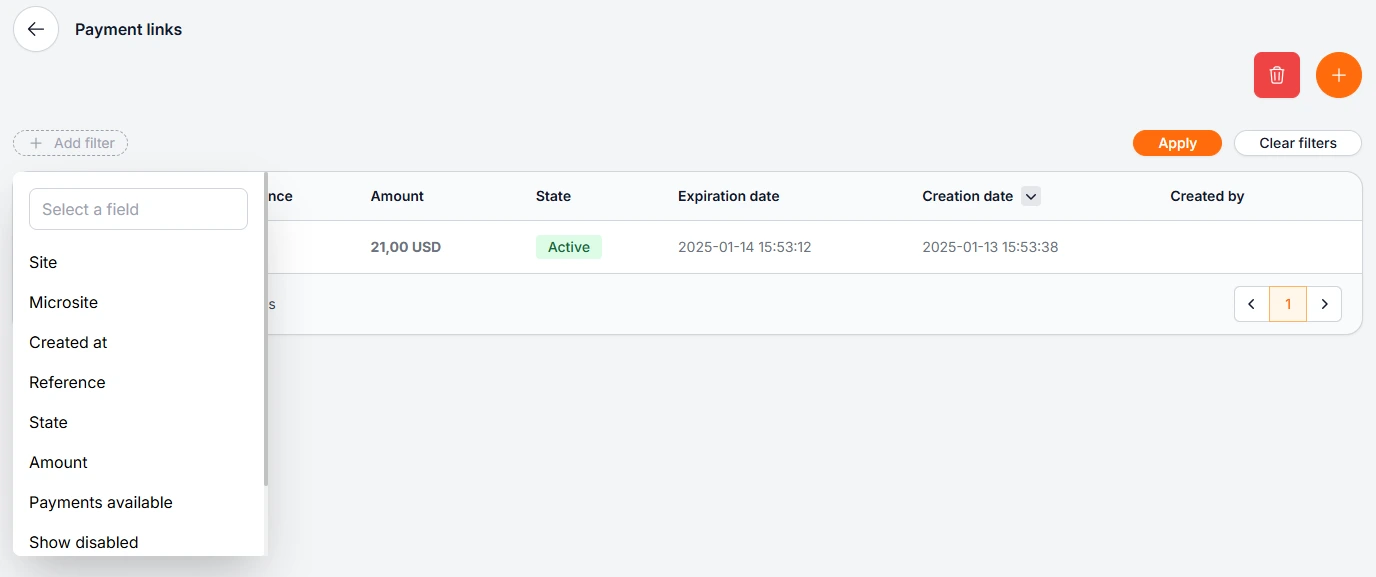 Payment links
Add filter
Apply
Clear filters
Select a field
Site
Microsite
Created at
Reference
State
Amount
Payments available
Show disabled
nce Amount State Expiration date Creation date Created by
21,00 USD Active 2025-01-14 15:53:12 2025-01-13 15:53:38
s
1